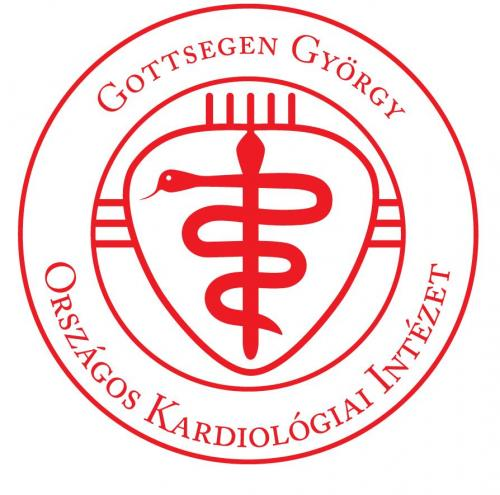 GOTTSEGEN GYÖRGY
ORSZÁGOS KARDIOLÓGIAI INTÉZET